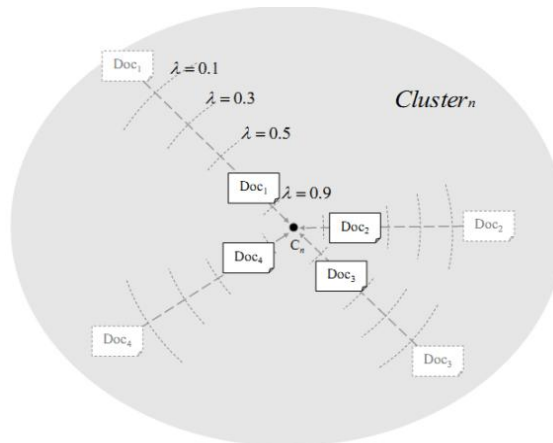 Doc₁
λ=0.1
λ=0.3
Clusterₙ
λ=0.5
Doc₁
λ=0.9
Doc₂
Doc₂
Cₙ
Doc₄
Doc₃
Doc₄
Doc₃